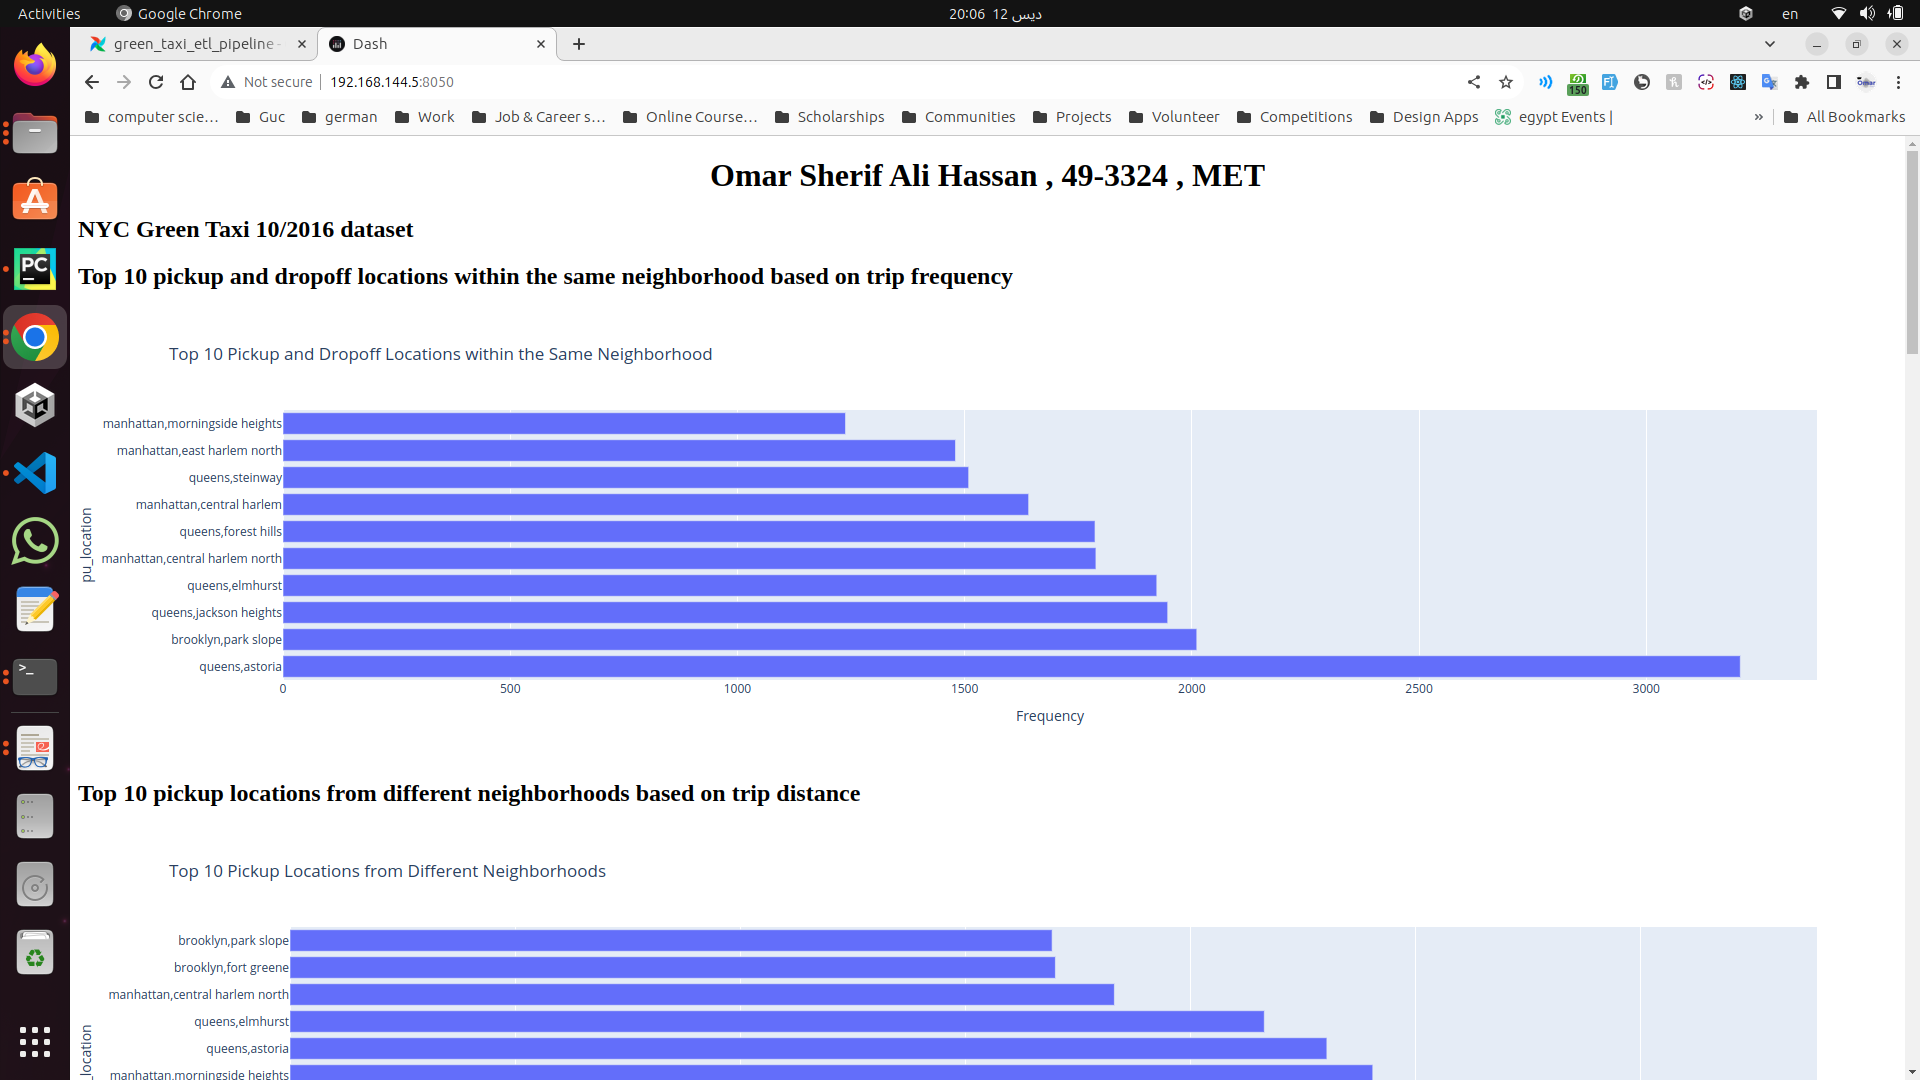 Activities
Google Chrome
20:06 12 ديس
en
green_taxi_etl_pipeline -
Dash
Not secure
192.168.144.5:8050
150
Omar
computer scie…
Guc
german
Work
Job & Career s…
Online Course…
Scholarships
Communities
Projects
Volunteer
Competitions
Design Apps
egypt Events |
»
All Bookmarks
Omar Sherif Ali Hassan , 49-3324 , MET
NYC Green Taxi 10/2016 dataset
Top 10 pickup and dropoff locations within the same neighborhood based on trip frequency
Top 10 Pickup and Dropoff Locations within the Same Neighborhood
pu_location
manhattan,morningside heights
manhattan,east harlem north
queens,steinway
manhattan,central harlem
queens,forest hills
manhattan,central harlem north
queens,elmhurst
queens,jackson heights
brooklyn,park slope
queens,astoria
0 500 1000 1500 2000 2500 3000
Frequency
Top 10 pickup locations from different neighborhoods based on trip distance
Top 10 Pickup Locations from Different Neighborhoods
_location
brooklyn,park slope
brooklyn,fort greene
manhattan,central harlem north
queens,elmhurst
queens,astoria
manhattan,morningside heights
PC
>_